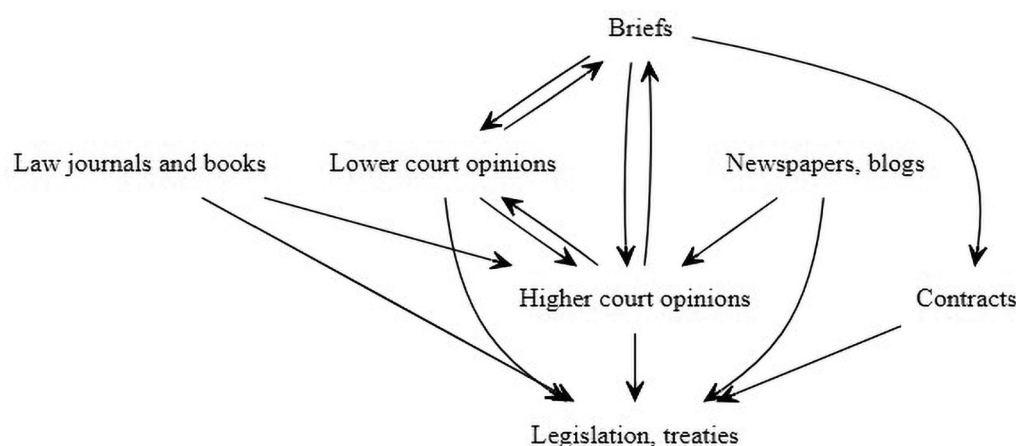 Briefs
Law journals and books
Lower court opinions
Newspapers, blogs
Higher court opinions
Contracts
Legislation, treaties